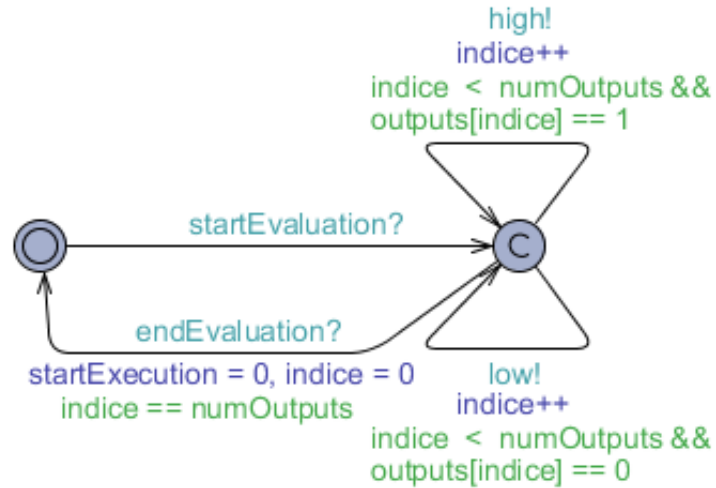 high!
indice++
indice < numOutputs &&
outputs[indice] == 1
startEvaluation?
C
endEvaluation?
startExecution = 0, indice = 0
indice == numOutputs
low!
indice++
indice < numOutputs &&
outputs[indice] == 0